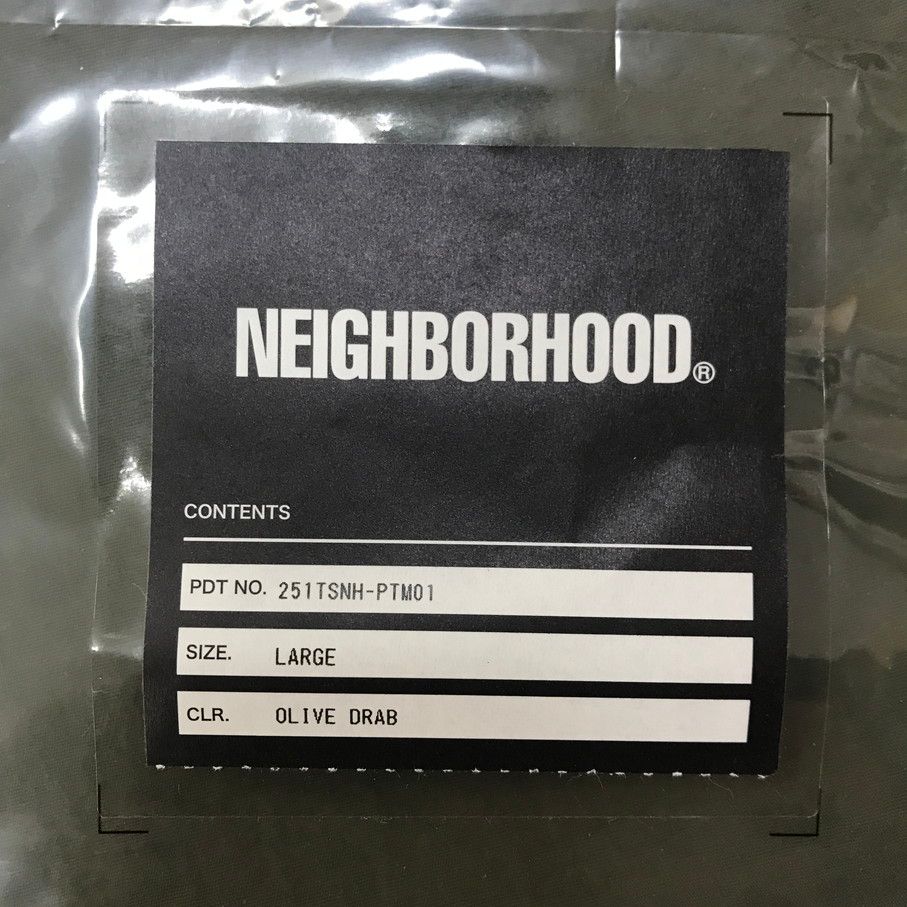 NEIGHBORHOOD®
CONTENTS
PDT NO. 251TSNH-PTM01
SIZE. LARGE
CLR. OLIVE DRAB